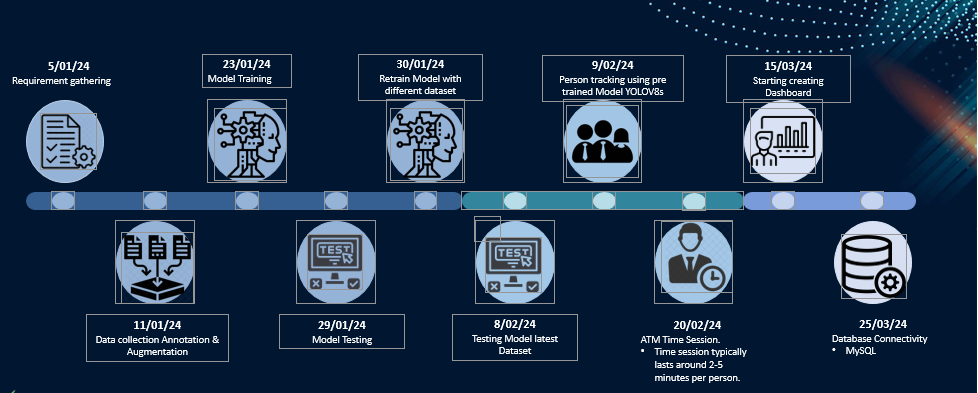 5/01/24
Requirement gathering
23/01/24
Model Training
30/01/24
Retrain Model with
different dataset
9/02/24
Person tracking using pre
trained Model YOLOV8s
15/03/24
Starting creating
Dashboard
TEST
TEST
11/01/24
Data collection Annotation &
Augmentation
29/01/24
Model Testing
8/02/24
Testing Model latest
Dataset
20/02/24
ATM Time Session.
• Time session typically
lasts around 2-5
minutes per person.
25/03/24
Database Connectivity
• MySQL